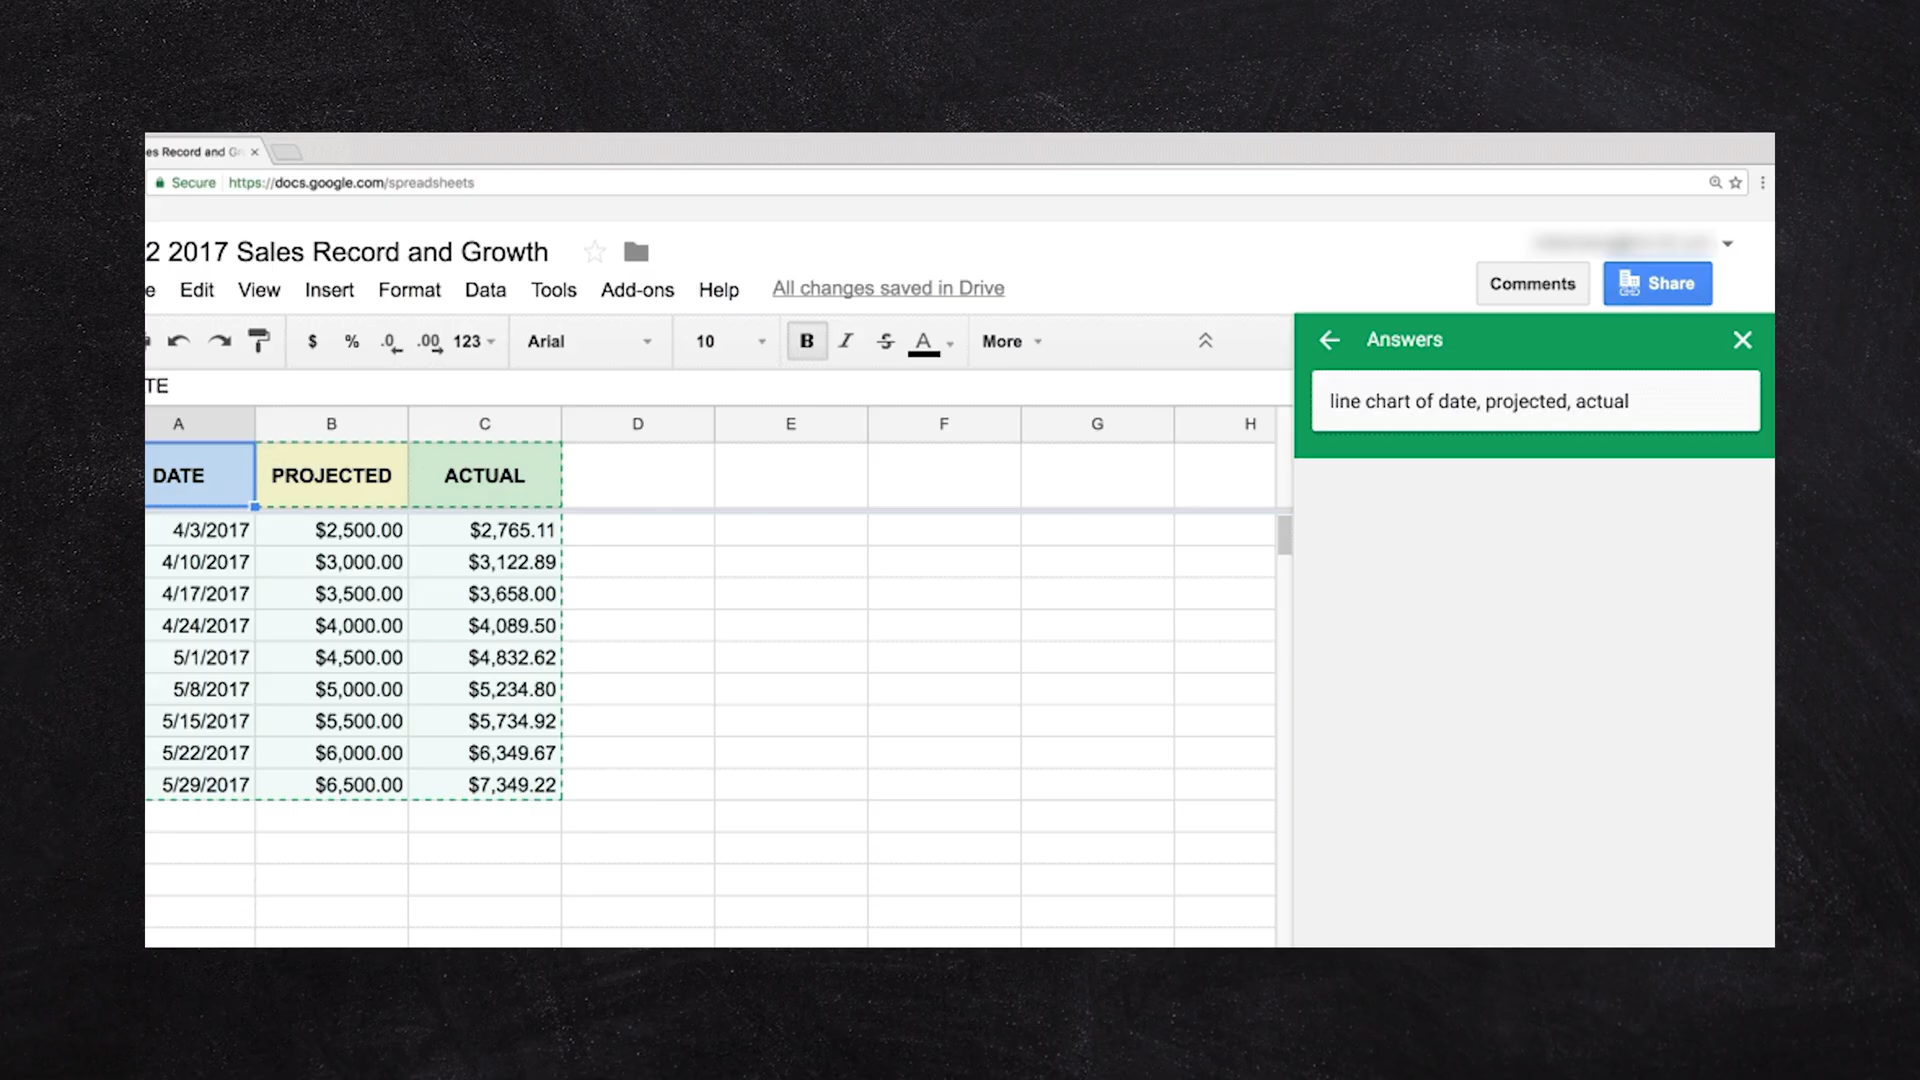 es Record and Gr
Secure https://docs.google.com/spreadsheets
2 2017 Sales Record and Growth
e Edit View Insert Format Data Tools Add-ons Help All changes saved in Drive
Comments Share
$ % .0 .00 123 Arial 10 B I S A More
Answers
line chart of date, projected, actual
TE
A B C D E F G H
DATE PROJECTED ACTUAL
4/3/2017 $2,500.00 $2,765.11
4/10/2017 $3,000.00 $3,122.89
4/17/2017 $3,500.00 $3,658.00
4/24/2017 $4,000.00 $4,089.50
5/1/2017 $4,500.00 $4,832.62
5/8/2017 $5,000.00 $5,234.80
5/15/2017 $5,500.00 $5,734.92
5/22/2017 $6,000.00 $6,349.67
5/29/2017 $6,500.00 $7,349.22